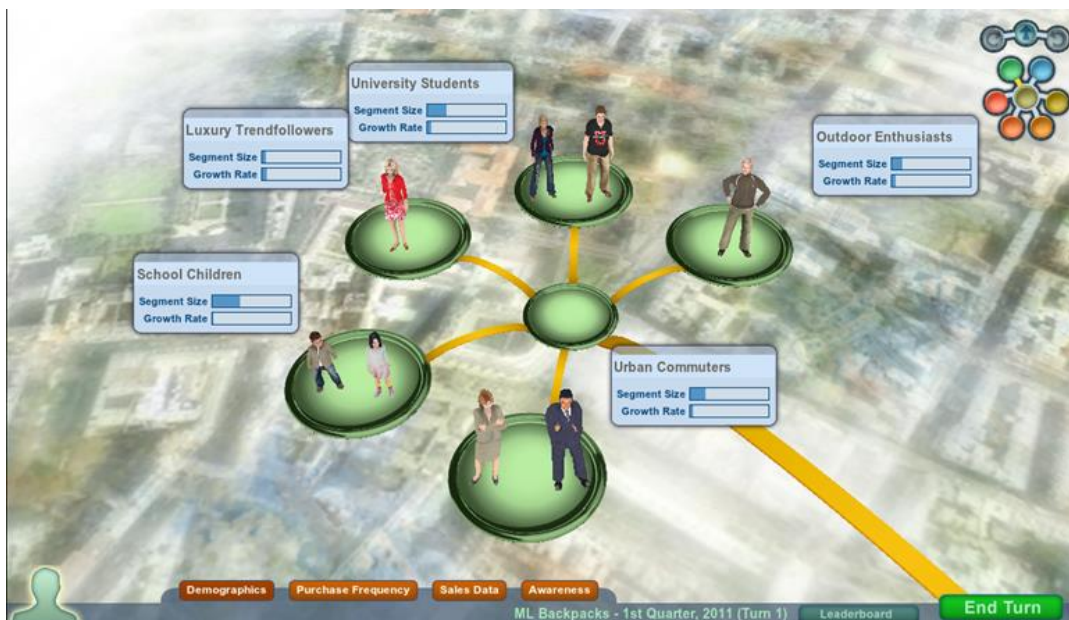 University Students
Segment Size
Growth Rate
Luxury Trendfollowers
Segment Size
Growth Rate
Outdoor Enthusiasts
Segment Size
Growth Rate
School Children
Segment Size
Growth Rate
Urban Commuters
Segment Size
Growth Rate
Demographics
Purchase Frequency
Sales Data
Awareness
ML Backpacks - 1st Quarter, 2011 (Turn 1)
Leaderboard
End Turn